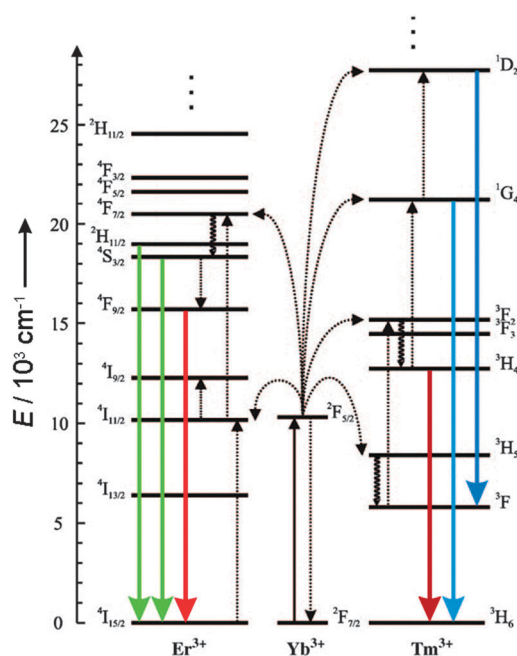 E / 10³ cm⁻¹
25
20
15
10
5
0
²H₁₁/₂
⁴F₃/₂
⁴F₅/₂
⁴F₇/₂
²H₁₁/₂
⁴S₃/₂
⁴F₉/₂
⁴I₉/₂
⁴I₁₁/₂
⁴I₁₃/₂
⁴I₁₅/₂
Er³⁺
²F₅/₂
²F₇/₂
Yb³⁺
¹D₂
¹G₄
³F₂
³F₃
³H₄
³H₅
³F
³H₆
Tm³⁺